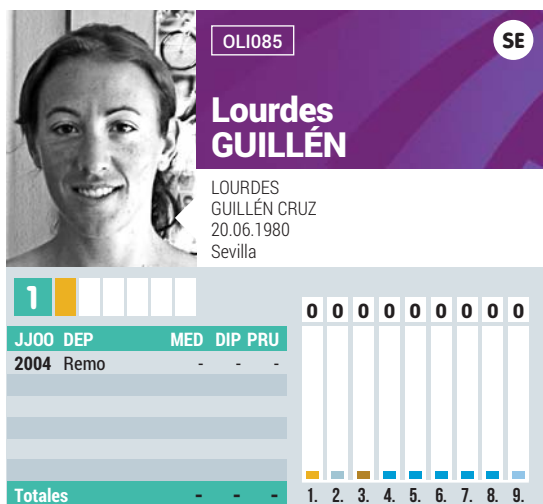 OLI085
SE
Lourdes
GUILLÉN
LOURDES
GUILLÉN CRUZ
20.06.1980
Sevilla
1
JJOO DEP MED DIP PRU
2004 Remo - - -
Totales - - -
0 0 0 0 0 0 0 0 0
1. 2. 3. 4. 5. 6. 7. 8. 9.